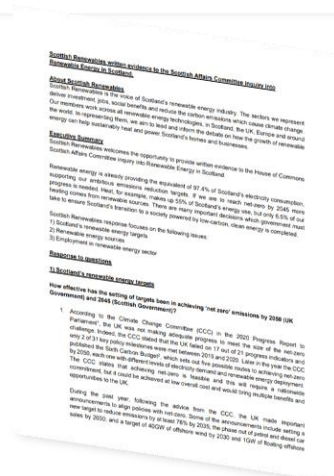 Scottish Renewables written evidence to the Scottish Affairs Committee Inquiry into
Renewable Energy in Scotland.
About Scottish Renewables
Scottish Renewables is the voice of Scotland's renewable energy industry. The sectors we represent
deliver investment, jobs, social benefits and reduce the carbon emissions which cause climate change.
Our members work across all renewable energy technologies, in Scotland, the UK, Europe and around
the world. In representing them, we aim to lead and inform the debate on how the growth of renewable
energy can help sustainably heat and power Scotland's homes and businesses.
Executive Summary
Scottish Renewables welcomes the opportunity to provide written evidence to the House of Commons
Scottish Affairs Committee inquiry into Renewable Energy in Scotland.
Renewable energy is already providing the equivalent of 97.4% of Scotland's electricity consumption,
supporting our ambitious emissions reduction targets. If we are to reach net-zero by 2045 more
progress is needed. Heat, for example, makes up 55% of Scotland's energy use, but only 6.5% of our
heating comes from renewable sources. There are many important decisions which government must
take to ensure Scotland's transition to a society powered by low-carbon, clean energy is completed.
Scottish Renewables response focuses on the following issues:
1) Scotland's renewable energy targets
2) Renewable energy sources
3) Employment in renewable energy sector
Response to questions
1) Scotland's renewable energy targets
How effective has the setting of targets been in achieving 'net zero' emissions by 2050 (UK
Government) and 2045 (Scottish Government)?
1. According to the Climate Change Committee (CCC) in the 2020 Progress Report to
Parliament¹, the UK was not making adequate progress to meet the size of the net-zero
challenge. Indeed, the CCC stated that the UK failed on 17 out of 21 progress indicators and
only 2 of 31 key policy milestones were met between 2019 and 2020. Later in the year the CCC
published the Sixth Carbon Budget², which sets out five possible routes to achieving net-zero
by 2050, each one with different levels of electricity demand and renewable energy deployment.
The CCC states that achieving net-zero is feasible and this will require a nationwide
commitment, but it could be achieved at low overall cost and would bring multiple benefits and
opportunities to the UK.
During the past year, following the advice from the CCC, the UK made important
announcements to align policies with net-zero. Some of the announcements include setting a
new target to reduce emissions by at least 78% by 2035, the phase out of petrol and diesel car
sales by 2030, and a target of 40GW of offshore wind by 2030 and 1GW of floating offshore